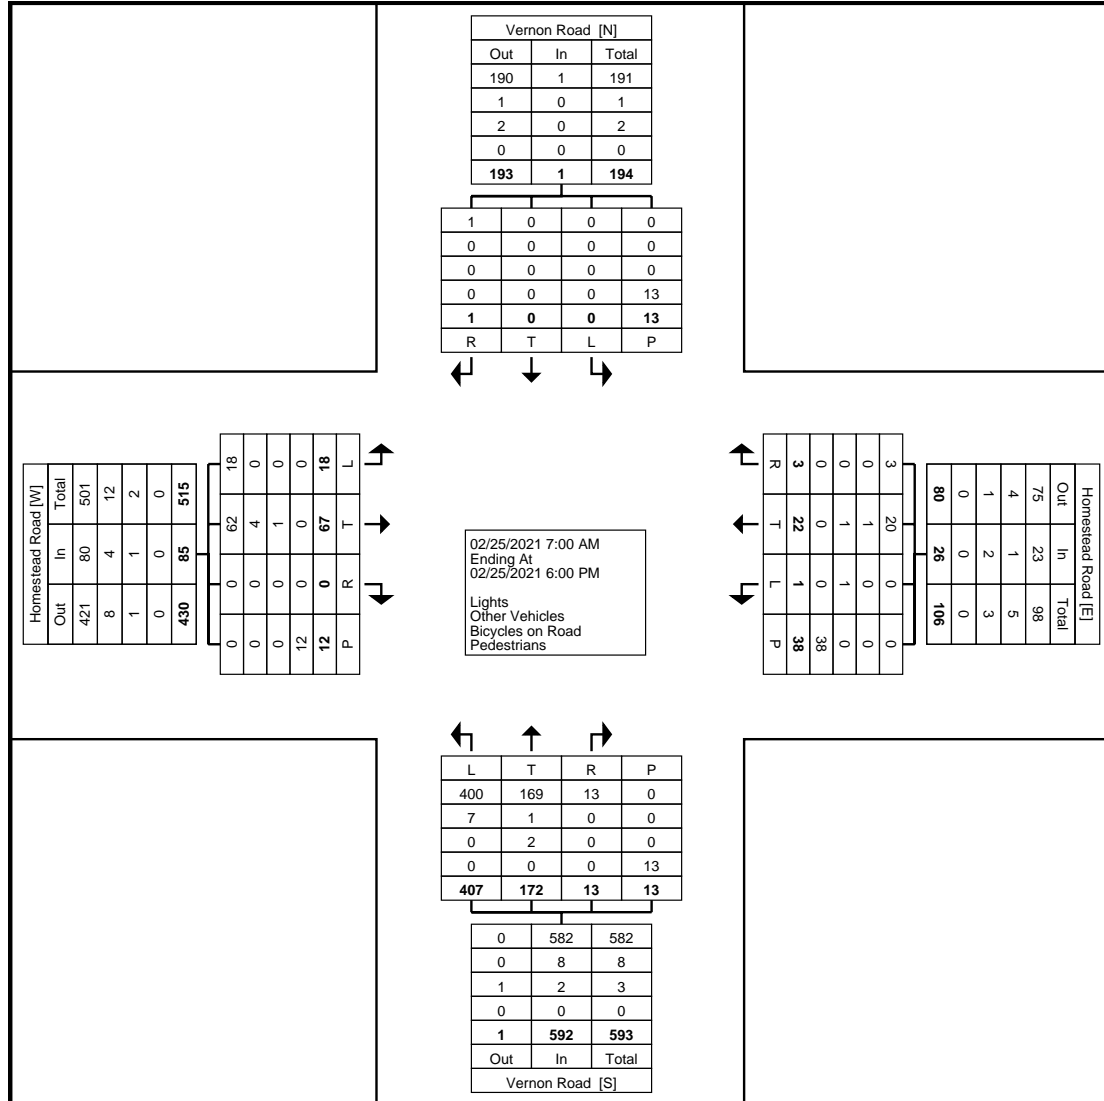 Vernon Road [N]
Out In Total
190 1 191
1 0 1
2 0 2
0 0 0
193 1 194
1 0 0 0
0 0 0 0
0 0 0 0
0 0 0 13
1 0 0 13
R T L P
Homestead Road [W]
Total 501 12 2 0 515
In 80 4 1 0 85
Out 421 8 1 0 430
18 0 0 0 18 L
62 4 1 0 67 T
0 0 0 0 0 R
0 0 0 12 12 P
02/25/2021 7:00 AM
Ending At
02/25/2021 6:00 PM
Lights
Other Vehicles
Bicycles on Road
Pedestrians
R 3 0 0 0 3
T 22 0 1 1 20
L 1 0 1 0 0
P 38 38 0 0 0
Homestead Road [E]
80 0 1 4 75 Out
26 0 2 1 23 In
106 0 3 5 98 Total
L T R P
400 169 13 0
7 1 0 0
0 2 0 0
0 0 0 13
407 172 13 13
0 582 582
0 8 8
1 2 3
0 0 0
1 592 593
Out In Total
Vernon Road [S]